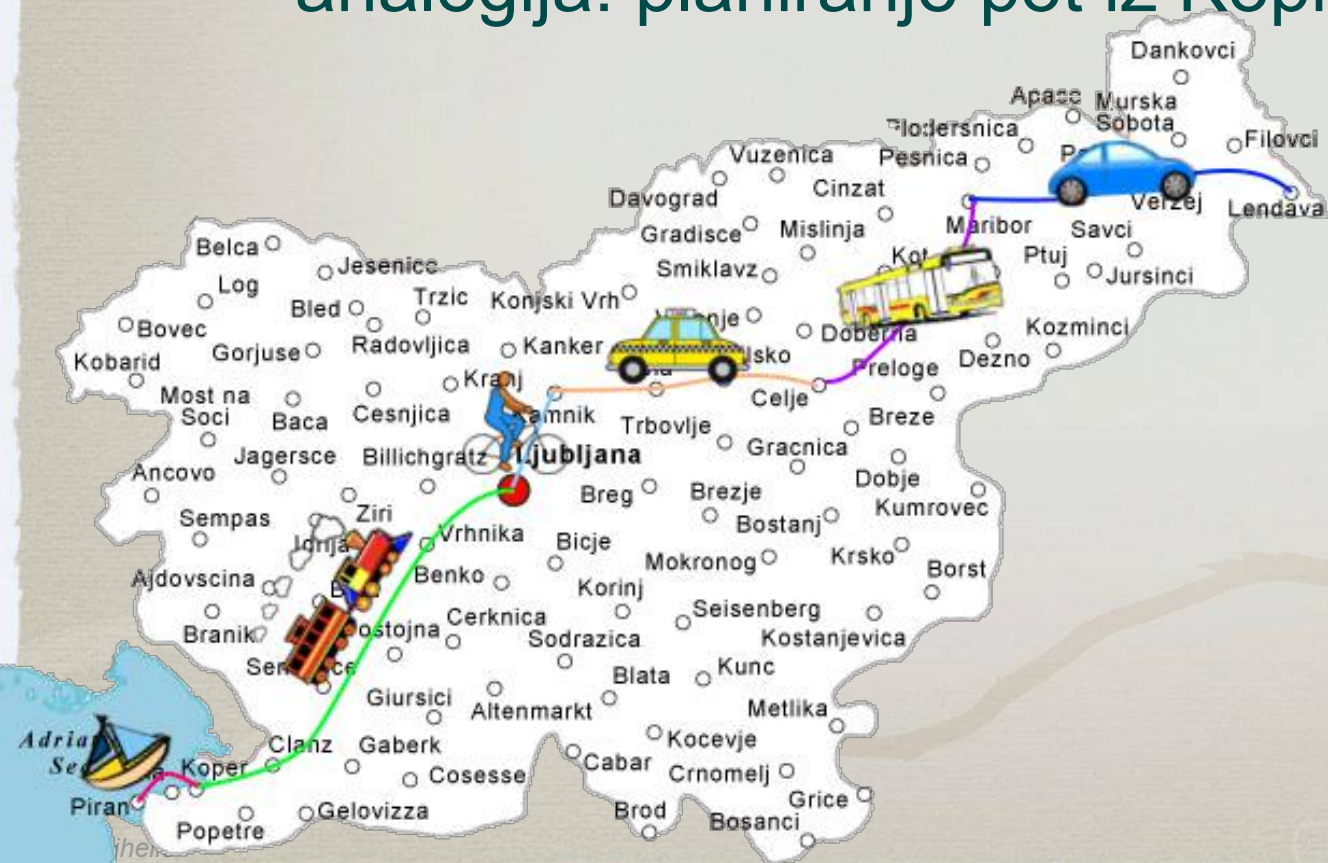 analogija: planiranje pot iz
Dankovci
Murska
Sobota
Filovci
Pesnica
Vuzenica
Cinzat
Davograd
Verzej
Lendava
Maribor
Savci
Gradisce
Mislinja
Belca
Kot
Ptuj
Jesenice
Smiklavz
Jursinci
Log
Trzic
Konjski Vrh
Bled
Bovec
Doberna
Kozminci
Radovljica
Kanker
Gorjuse
Dezno
Kobarid
Preloge
Kranj
Most na
Soci
Celje
Baca
Cesnjica
Trbovlje
Breze
Gracnica
Jagersce
Billichgratz
Ljubljana
Ancovo
Dobje
Breg
Brezje
Kumrovec
Sempas
Ziri
Bostanj
Vrhnika
Bicje
Mokronog
Krsko
Borst
Ajdovscina
Benko
Korinj
Cerknica
Seisenberg
Branik
Sodrazica
Kostanjevica
Blata
Kunc
Giursici
Altenmarkt
Metlika
Clanz
Gaberk
Kocevje
Koper
Cosesse
Cabar
Crnomelj
Piran
Gelovizza
Grice
Popetre
Brod
Bosanci